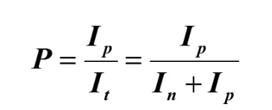 P = I_p / I_t = I_p / (I_n + I_p)